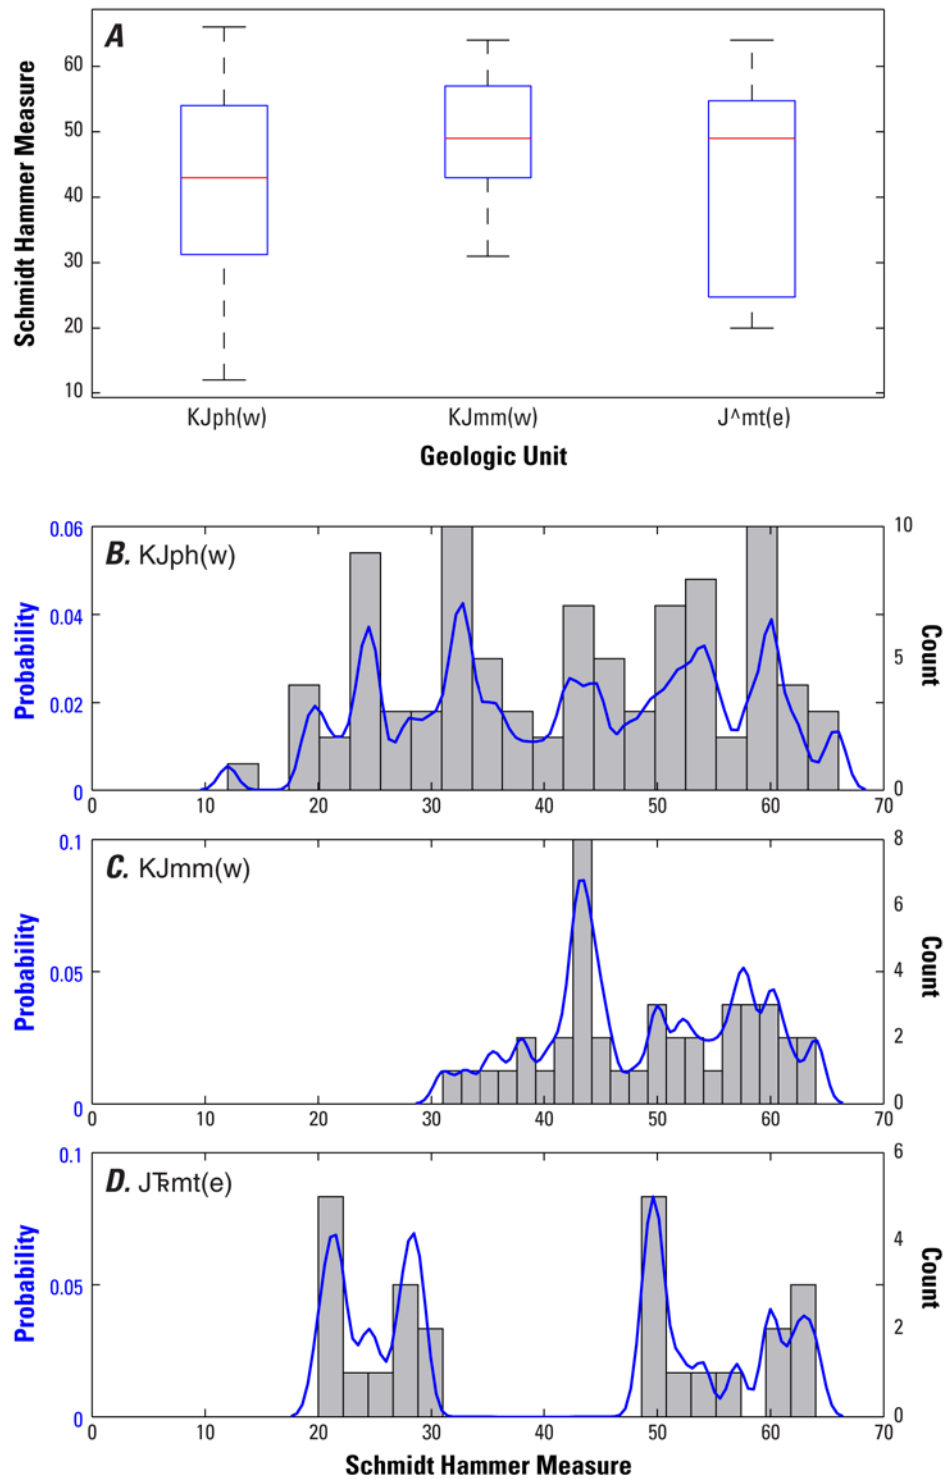 A
Schmidt Hammer Measure
60
50
40
30
20
10
KJph(w) KJmm(w) J^mt(e)
Geologic Unit
B. KJph(w)
Probability
0.06
0.04
0.02
0
Count
10
5
0
0 10 20 30 40 50 60 70
C. KJmm(w)
Probability
0.1
0.05
0
Count
8
6
4
2
0
0 10 20 30 40 50 60 70
D. JTRmt(e)
Probability
0.1
0.05
0
Count
6
4
2
0
0 10 20 30 40 50 60 70
Schmidt Hammer Measure